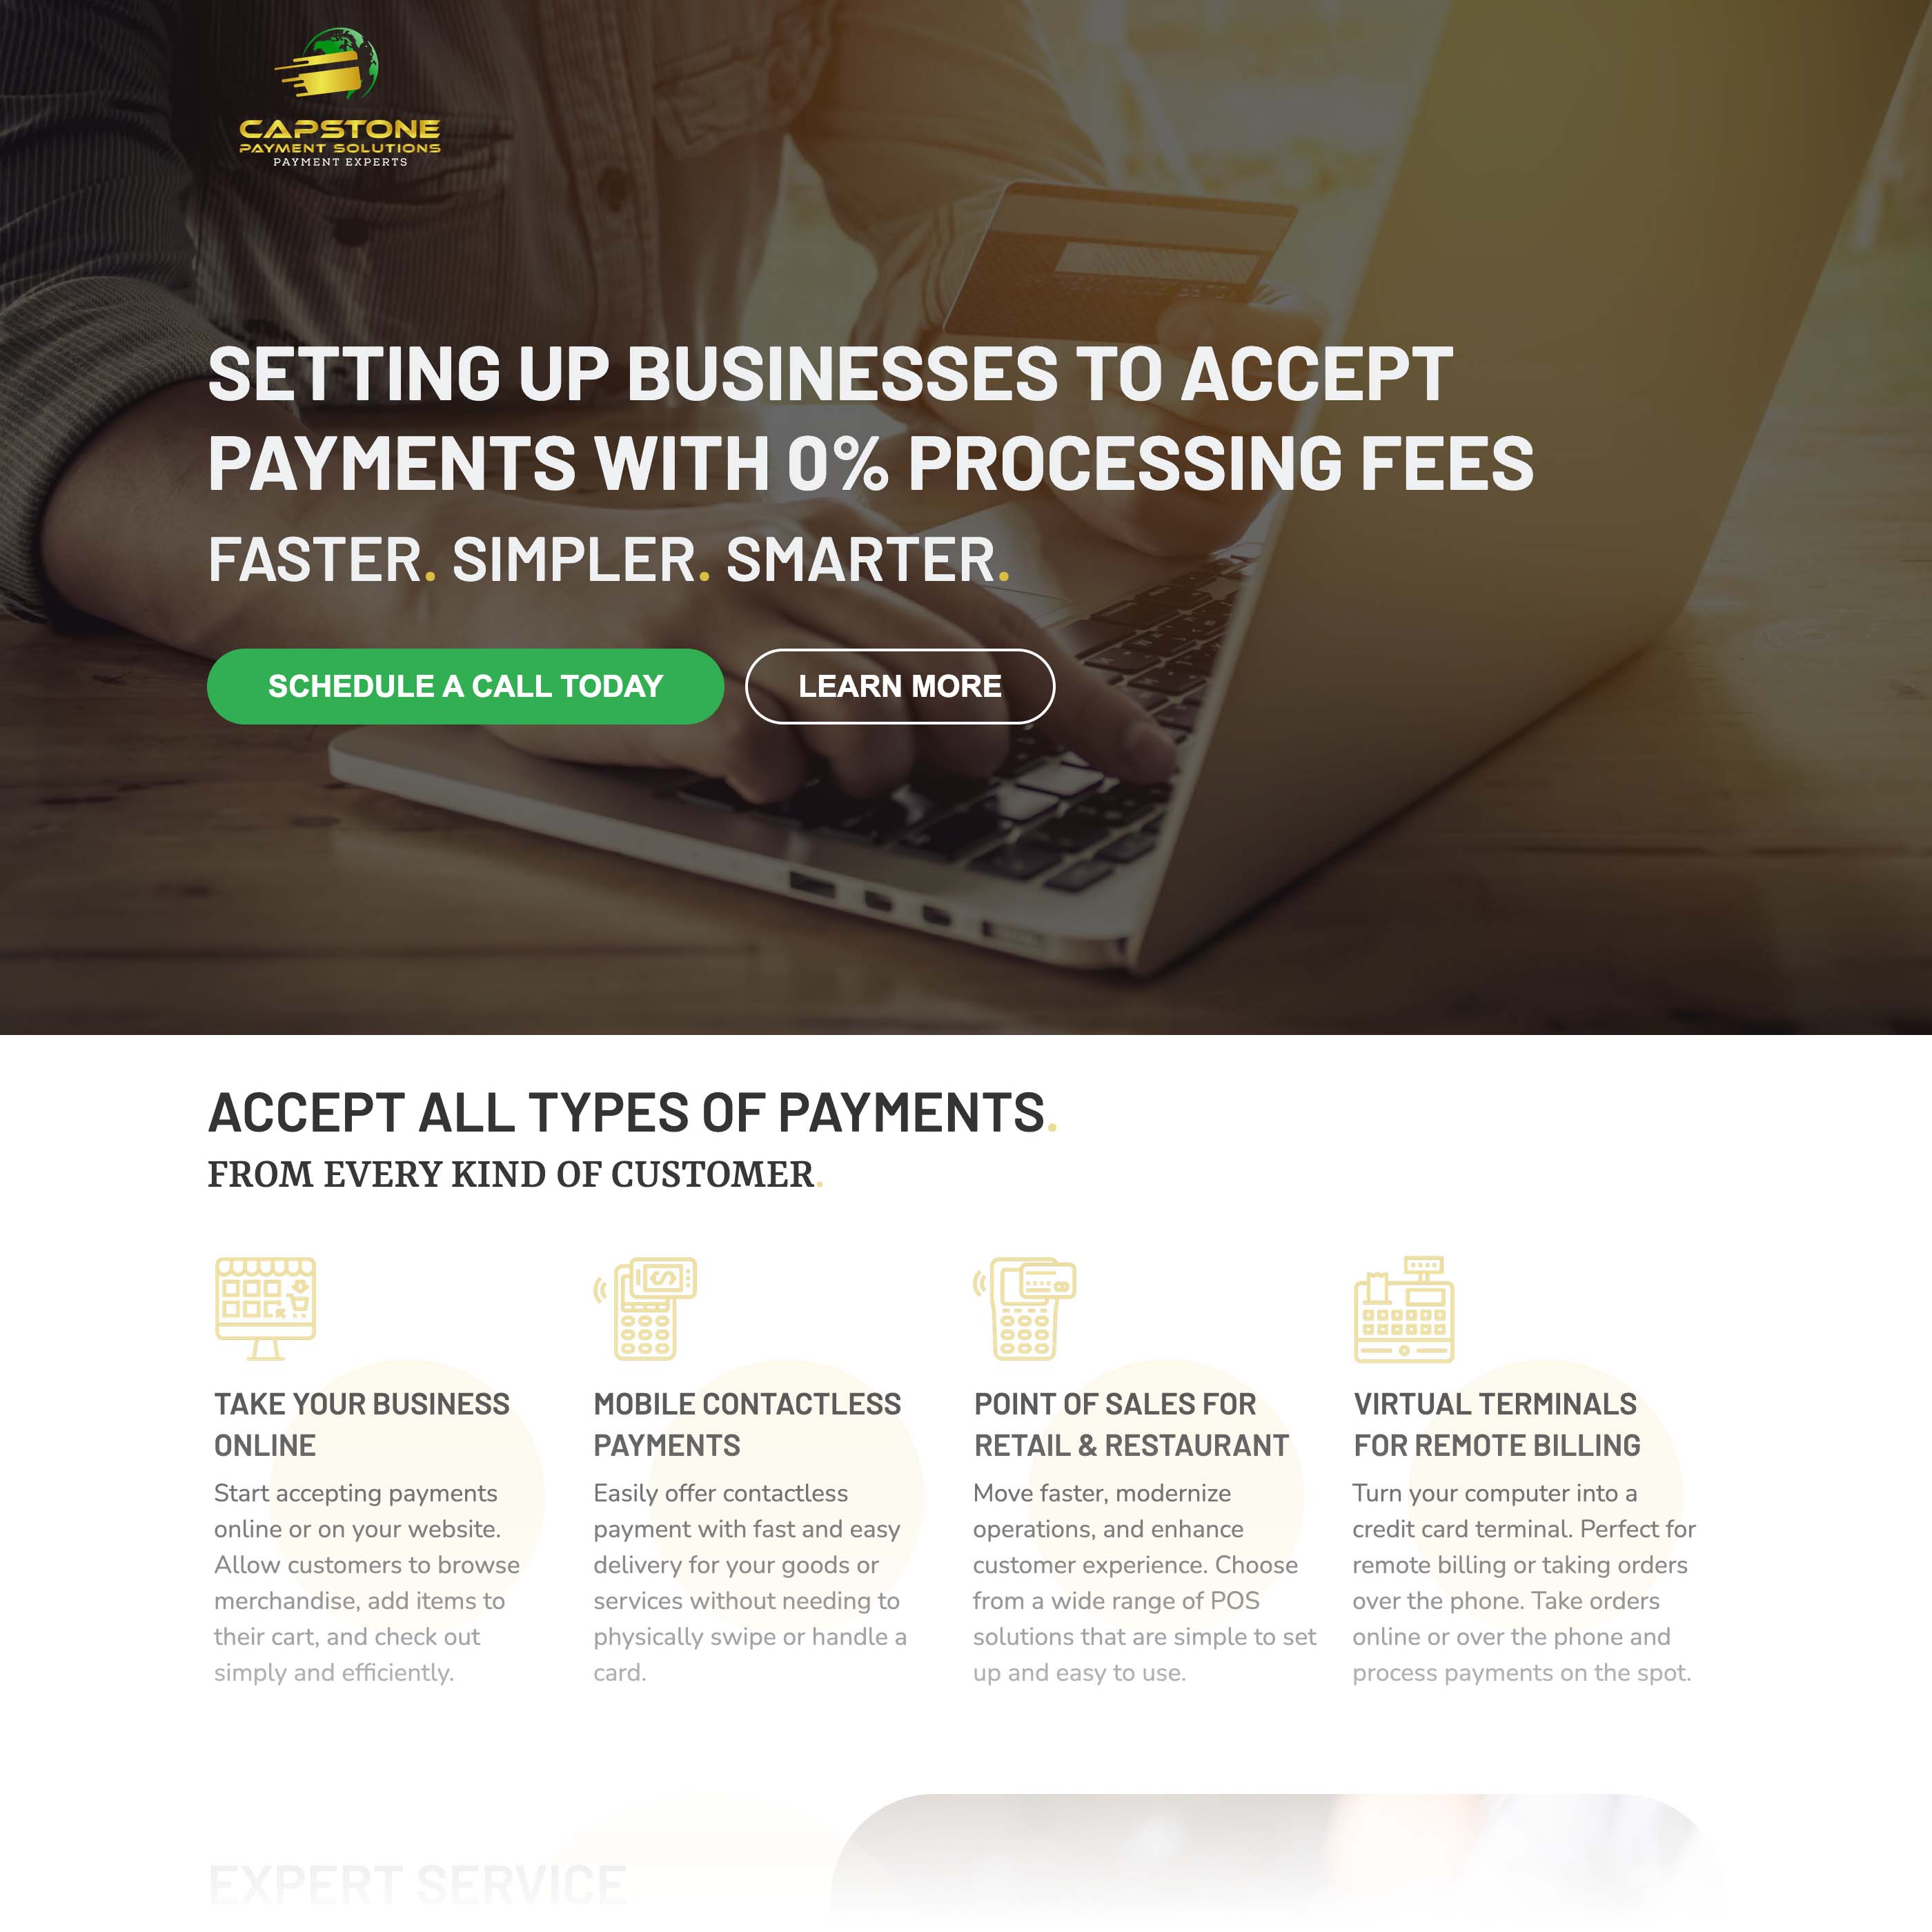 CAPSTONE
PAYMENT SOLUTIONS
PAYMENT EXPERTS
SETTING UP BUSINESSES TO ACCEPT
PAYMENTS WITH 0% PROCESSING FEES
FASTER. SIMPLER. SMARTER.
SCHEDULE A CALL TODAY
LEARN MORE
ACCEPT ALL TYPES OF PAYMENTS.
FROM EVERY KIND OF CUSTOMER.
TAKE YOUR BUSINESS
ONLINE
Start accepting payments
online or on your website.
Allow customers to browse
merchandise, add items to
their cart, and check out
simply and efficiently.
MOBILE CONTACTLESS
PAYMENTS
Easily offer contactless
payment with fast and easy
delivery for your goods or
services without needing to
physically swipe or handle a
card.
POINT OF SALES FOR
RETAIL & RESTAURANT
Move faster, modernize
operations, and enhance
customer experience. Choose
from a wide range of POS
solutions that are simple to set
up and easy to use.
VIRTUAL TERMINALS
FOR REMOTE BILLING
Turn your computer into a
credit card terminal. Perfect for
remote billing or taking orders
over the phone. Take orders
online or over the phone and
process payments on the spot.
EXPERT SERVICE